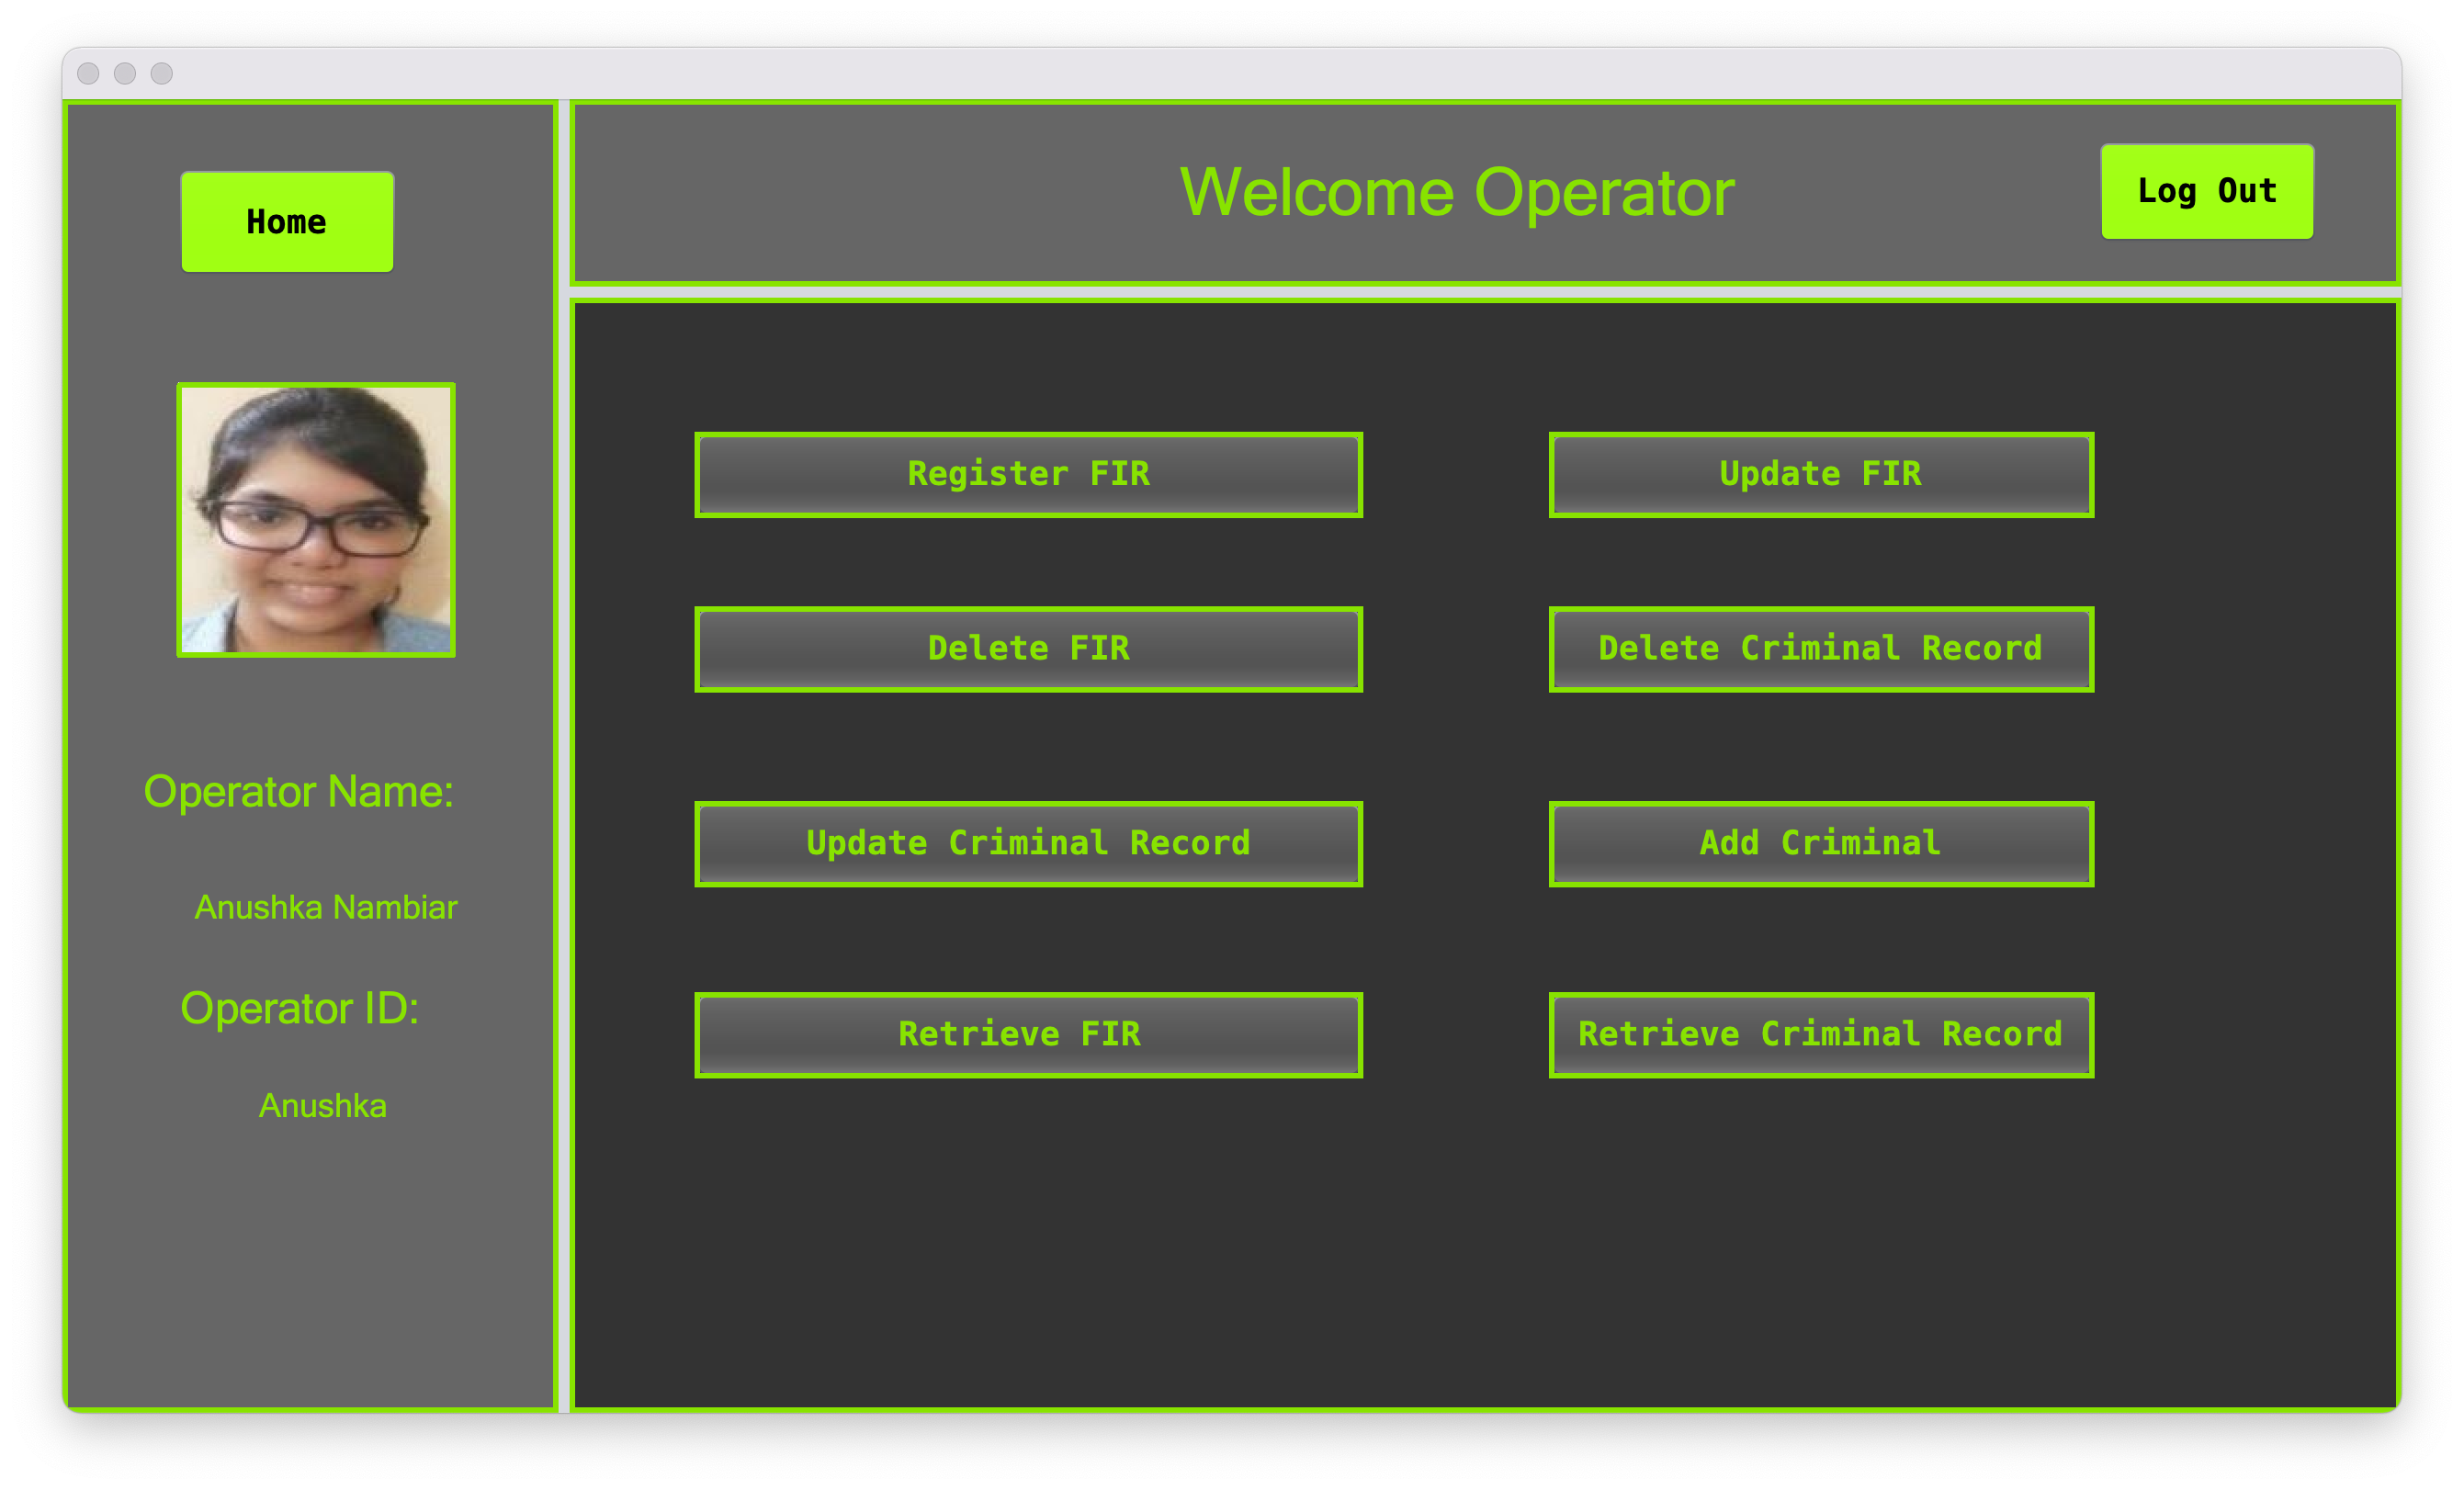 Home
Welcome Operator
Log Out
Operator Name:
Anushka Nambiar
Operator ID:
Anushka
Register FIR
Update FIR
Delete FIR
Delete Criminal Record
Update Criminal Record
Add Criminal
Retrieve FIR
Retrieve Criminal Record